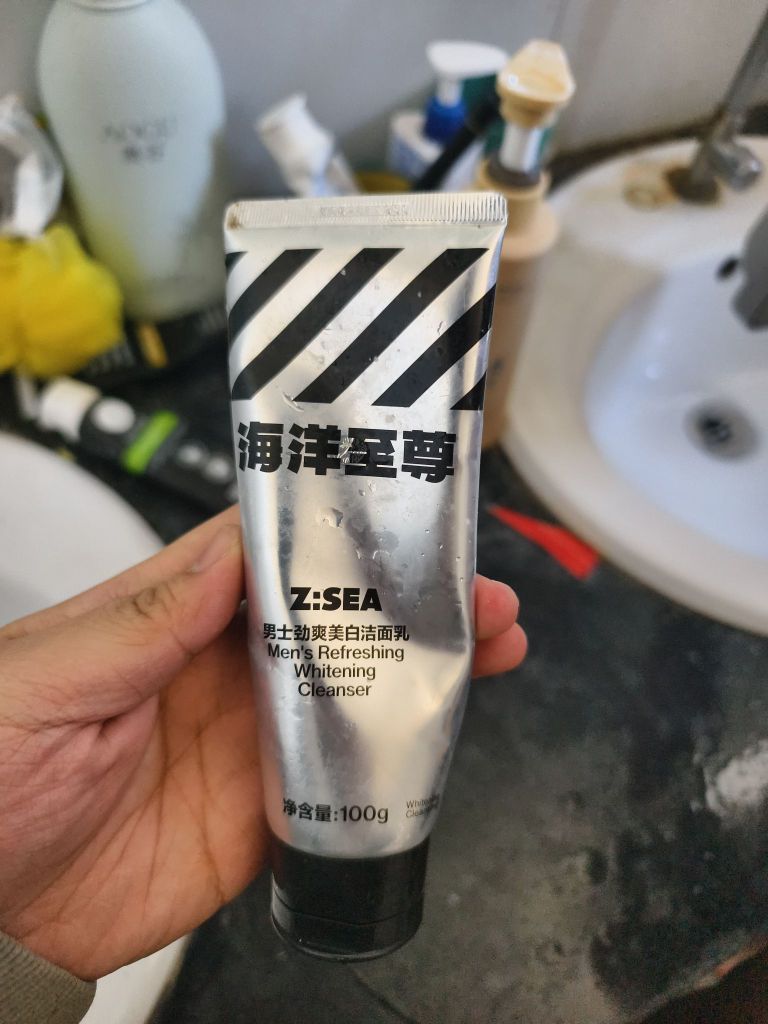 海洋至尊
Z:SEA
男士劲爽美白洁面乳
Men's Refreshing
Whitening
Cleanser
净含量:100g